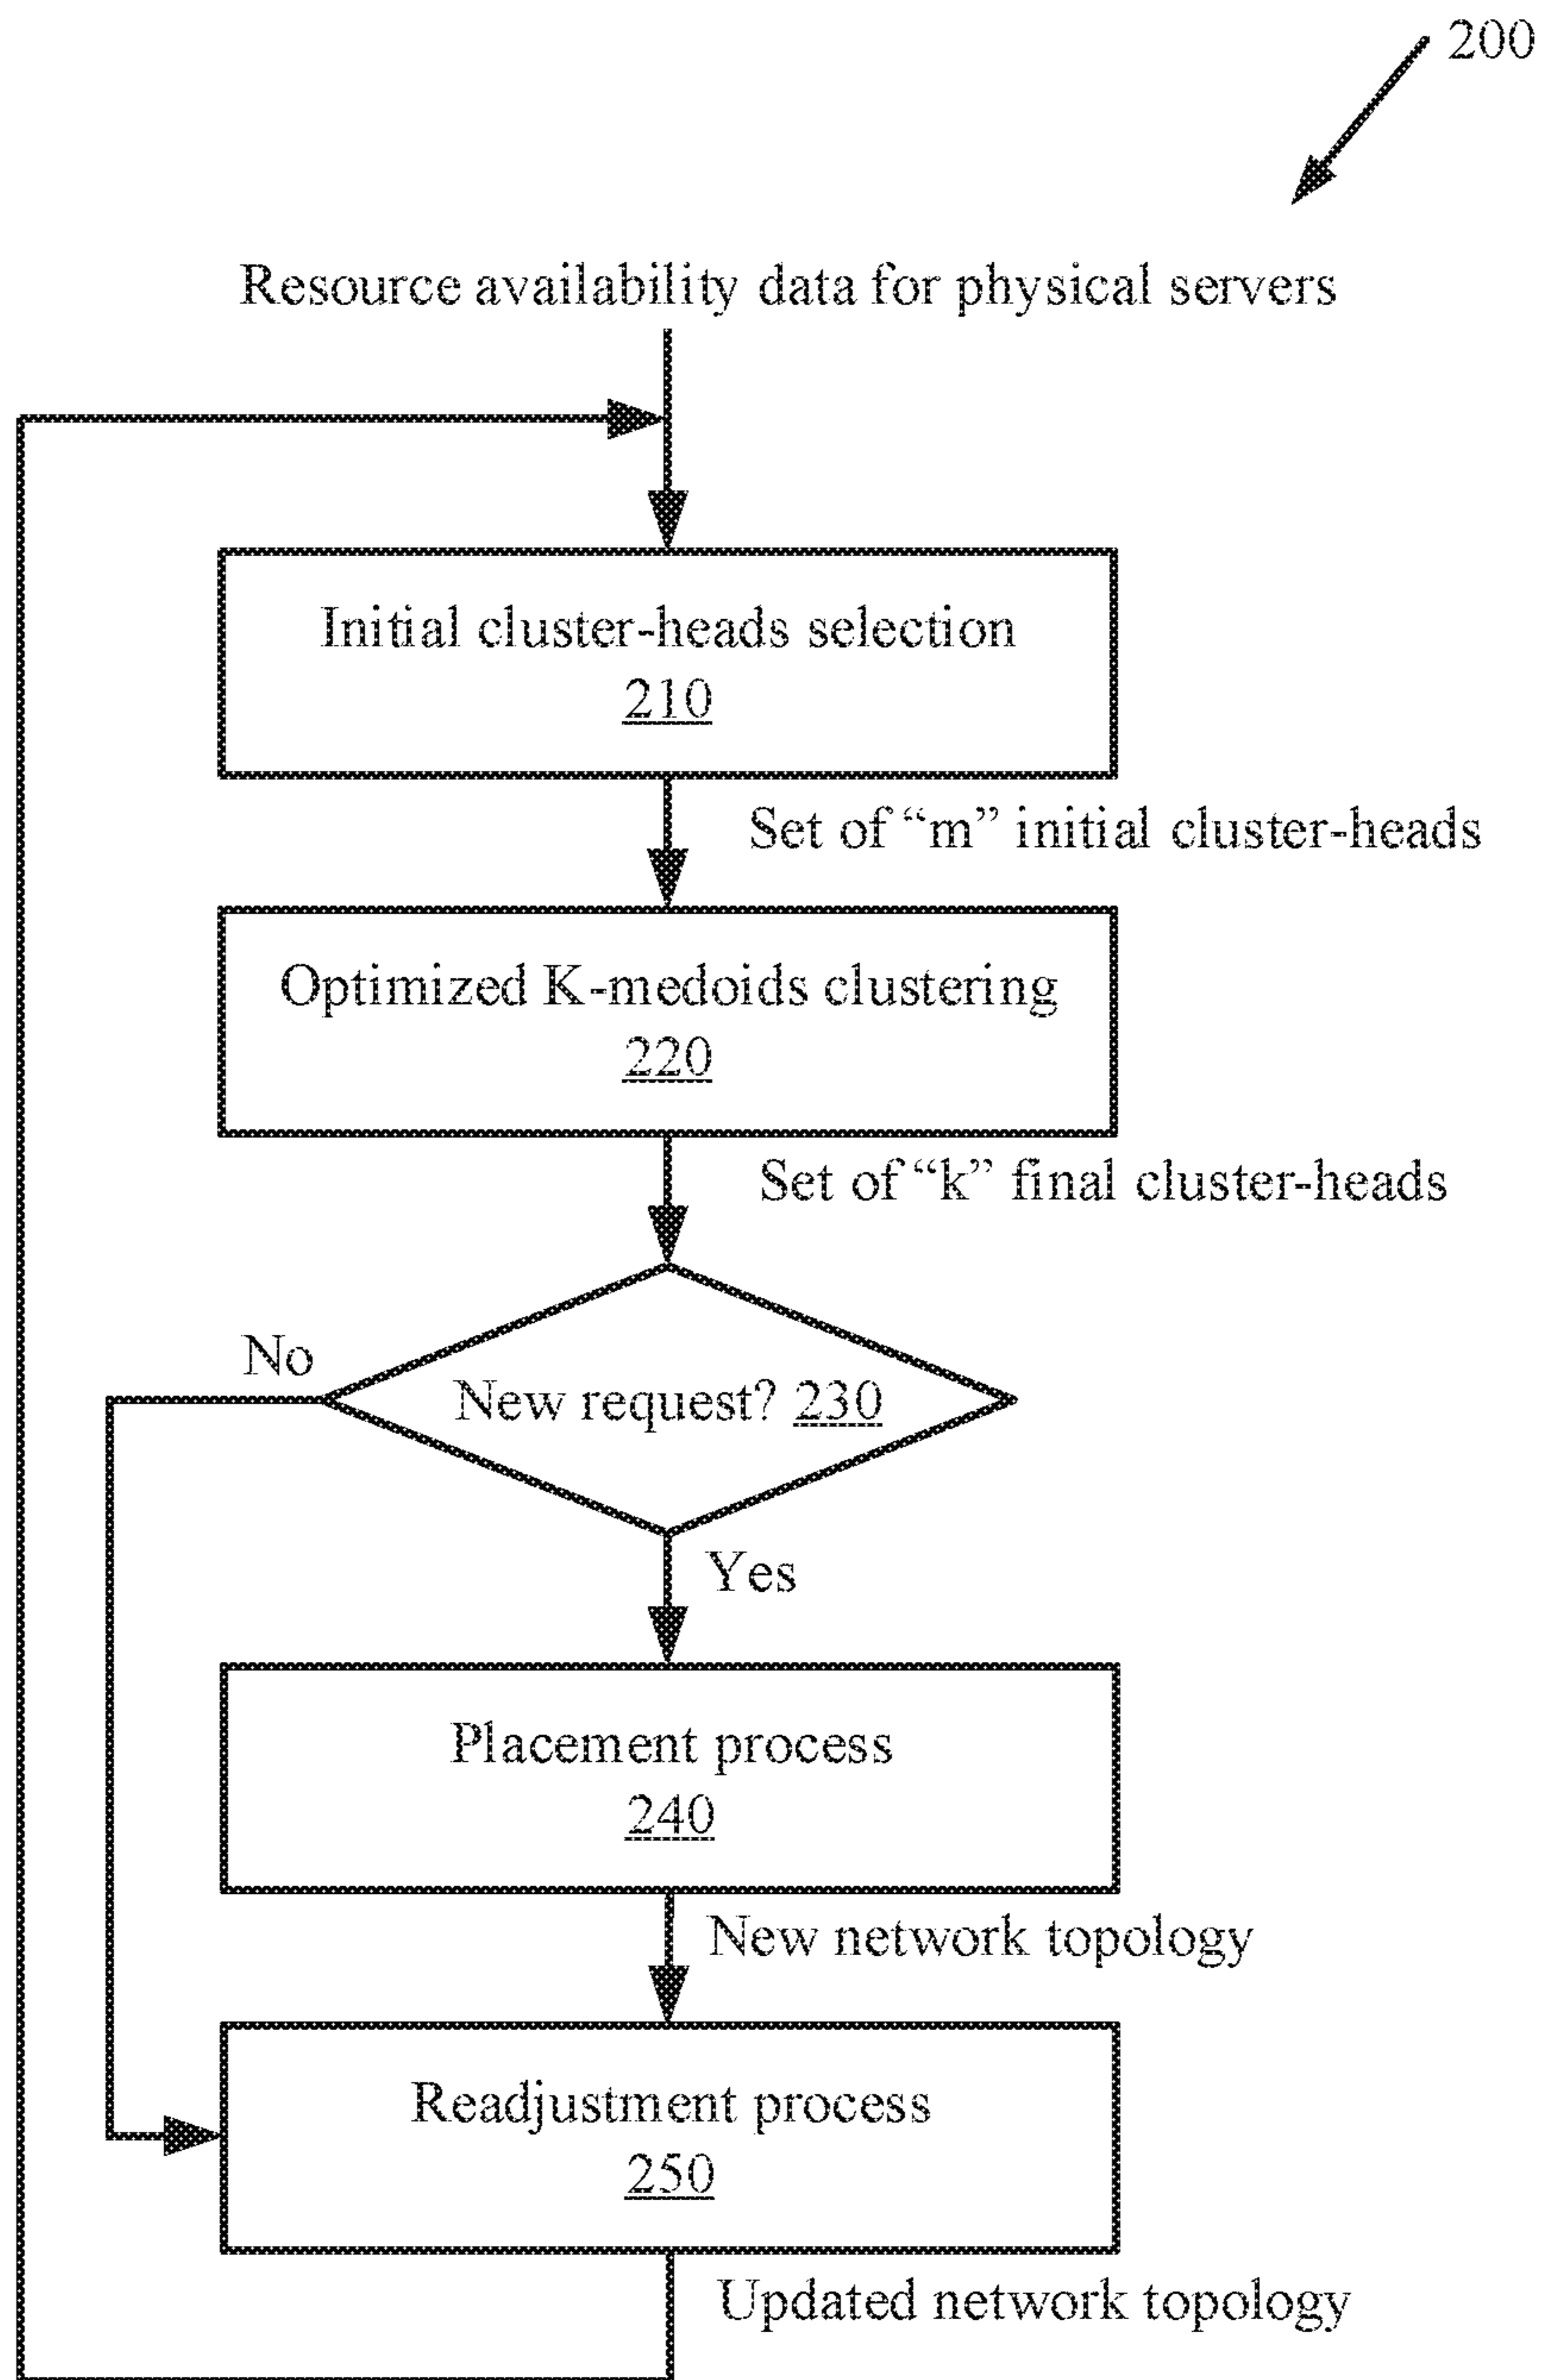 200
Resource availability data for physical servers
Initial cluster-heads selection
210
Set of “m” initial cluster-heads
Optimized K-medoids clustering
220
Set of “k” final cluster-heads
No
New request? 230
Yes
Placement process
240
New network topology
Readjustment process
250
Updated network topology